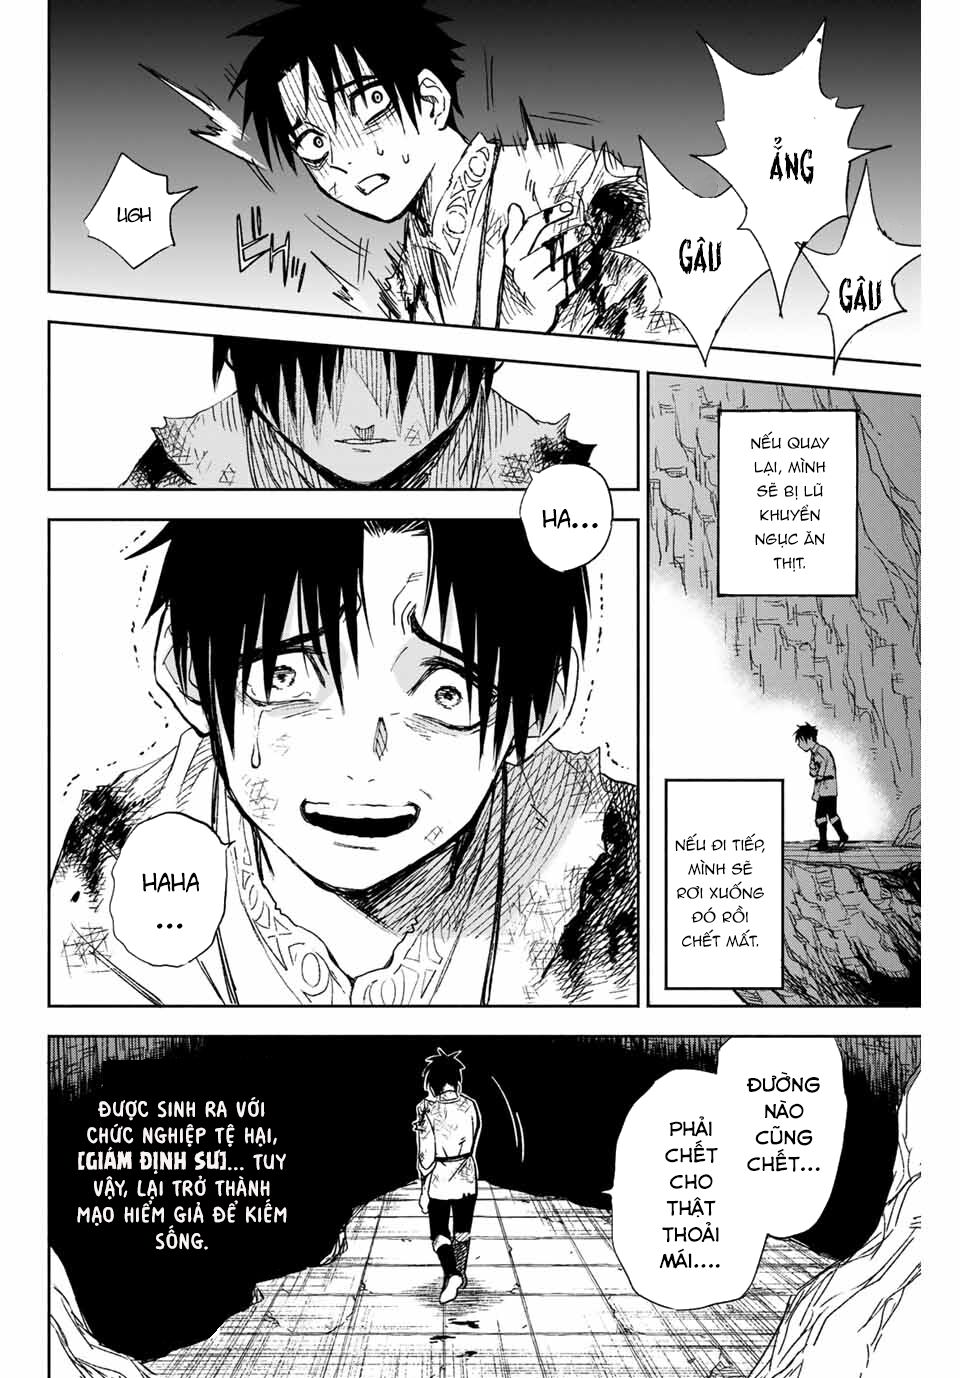 ẲNG
GÂU
GÂU
UGH
ビキ
NẾU QUAY
LẠI, MÌNH
SẼ BỊ LŨ
KHUYỂN
NGỤC ĂN
THỊT.
HA...
NẾU ĐI TIẾP,
MÌNH SẼ
RƠI XUỐNG
ĐÓ RỒI
CHẾT MẤT.
HAHA
...
ĐƯỜNG
NÀO
CŨNG
CHẾT...
PHẢI
CHẾT
CHO
THẬT
THOẢI
MÁI....
ĐƯỢC SINH RA VỚI
CHỨC NGHIỆP TỆ HẠI,
[GIÁM ĐỊNH SƯ]... TUY
VẬY, LẠI TRỞ THÀNH
MẠO HIỂM GIẢ ĐỂ KIẾM
SỐNG.